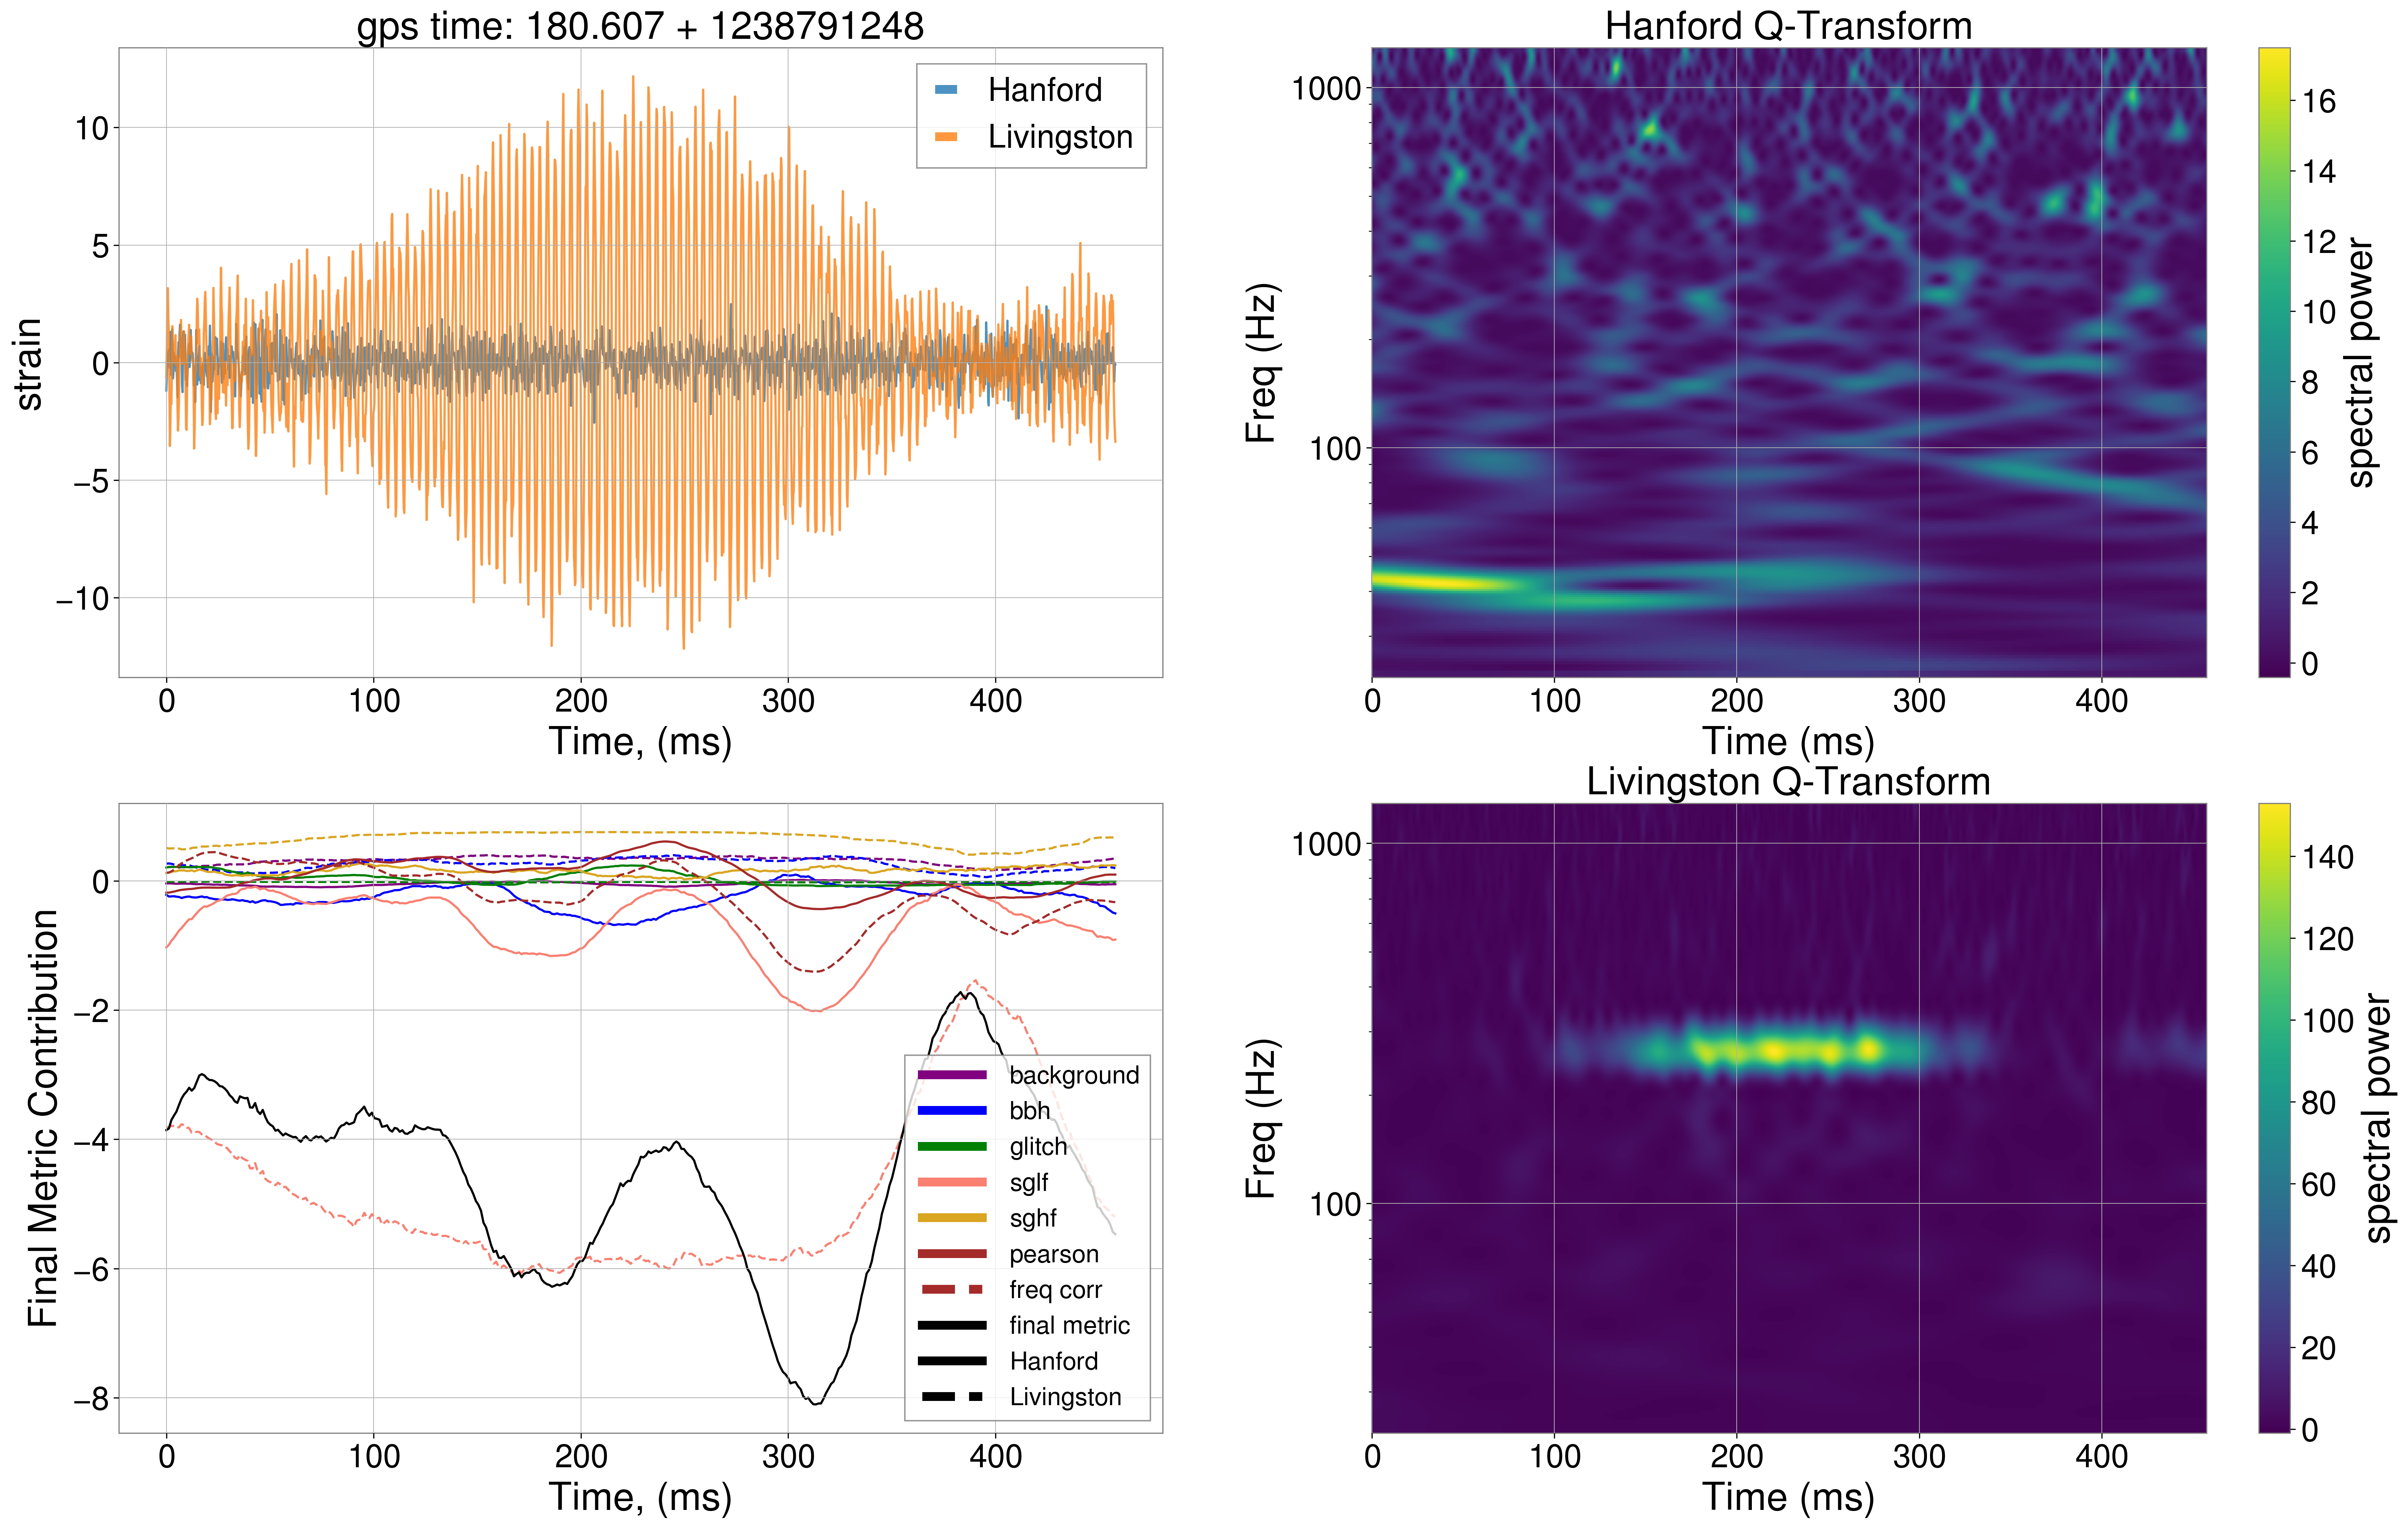 gps time: 180.607 + 1238791248
strain
10
5
0
−5
−10
0 100 200 300 400
Time, (ms)
Hanford
Livingston
Hanford Q-Transform
Freq (Hz)
1000
100
0 100 200 300 400
Time (ms)
16
14
12
10
8
6
4
2
0
spectral power
Final Metric Contribution
0
−2
−4
−6
−8
0 100 200 300 400
Time, (ms)
background
bbh
glitch
sglf
sghf
pearson
freq corr
final metric
Hanford
Livingston
Livingston Q-Transform
Freq (Hz)
1000
100
0 100 200 300 400
Time (ms)
140
120
100
80
60
40
20
0
spectral power